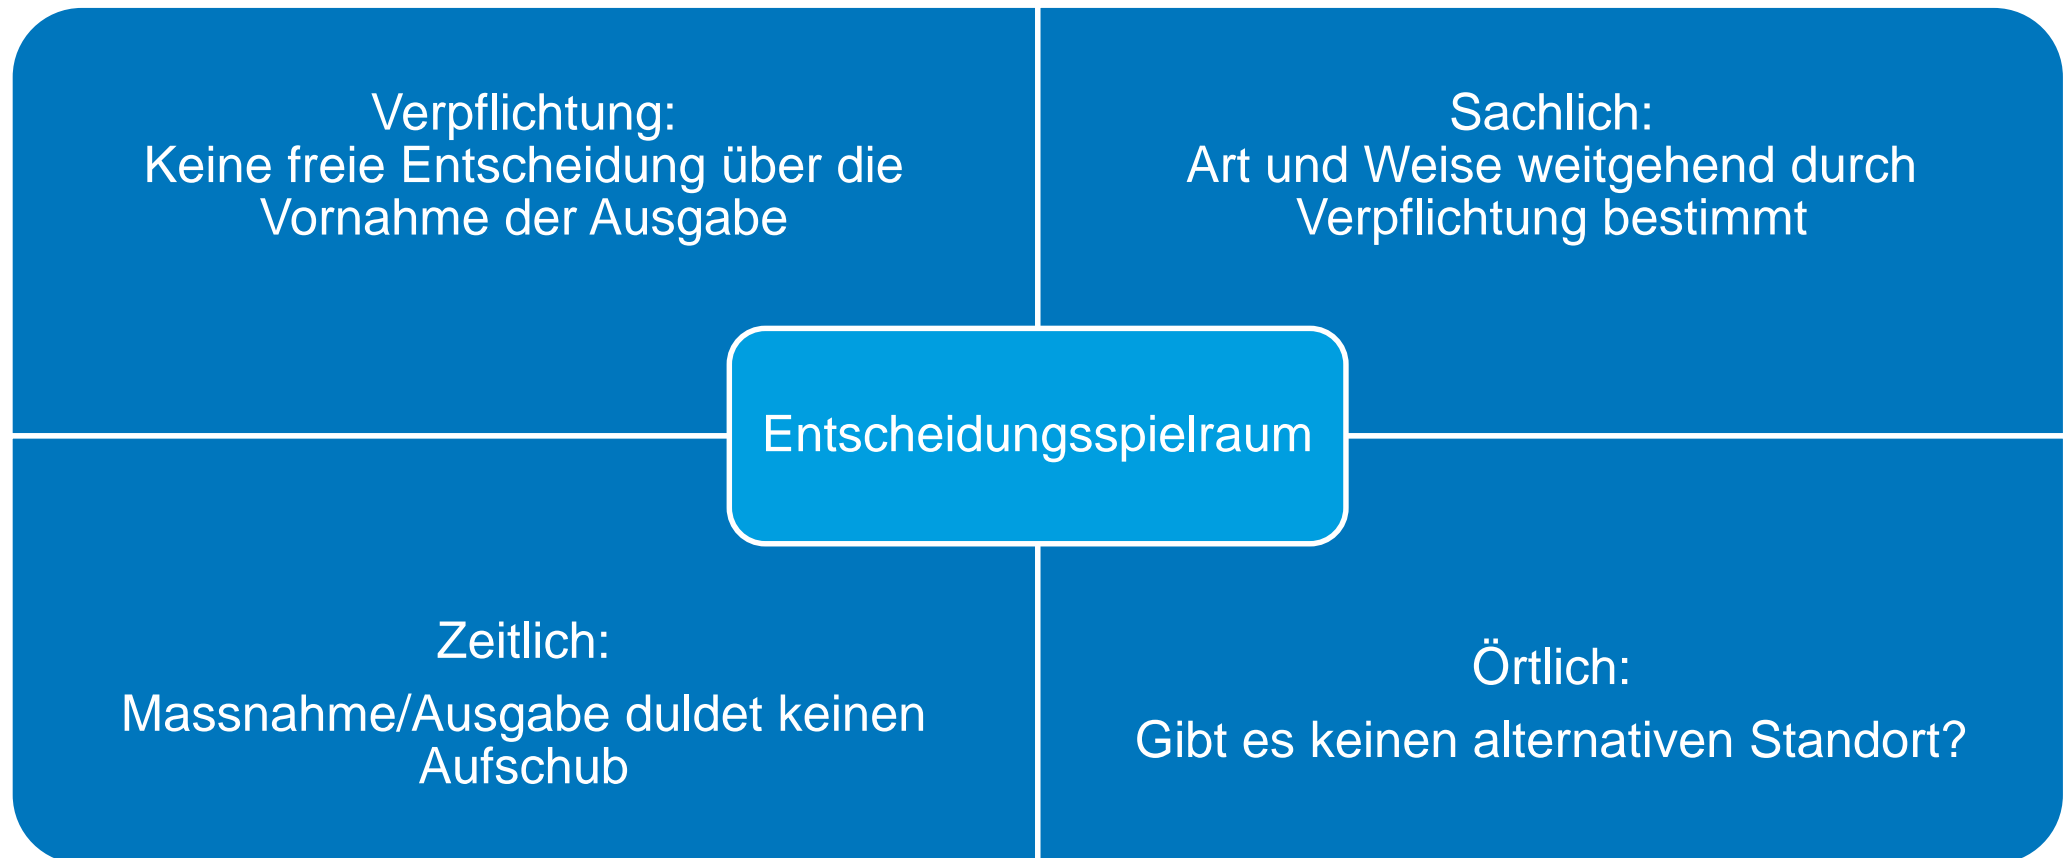 Verpflichtung:
Keine freie Entscheidung über die
Vornahme der Ausgabe
Sachlich:
Art und Weise weitgehend durch
Verpflichtung bestimmt
Entscheidungsspielraum
Zeitlich:
Massnahme/Ausgabe duldet keinen
Aufschub
Örtlich:
Gibt es keinen alternativen Standort?